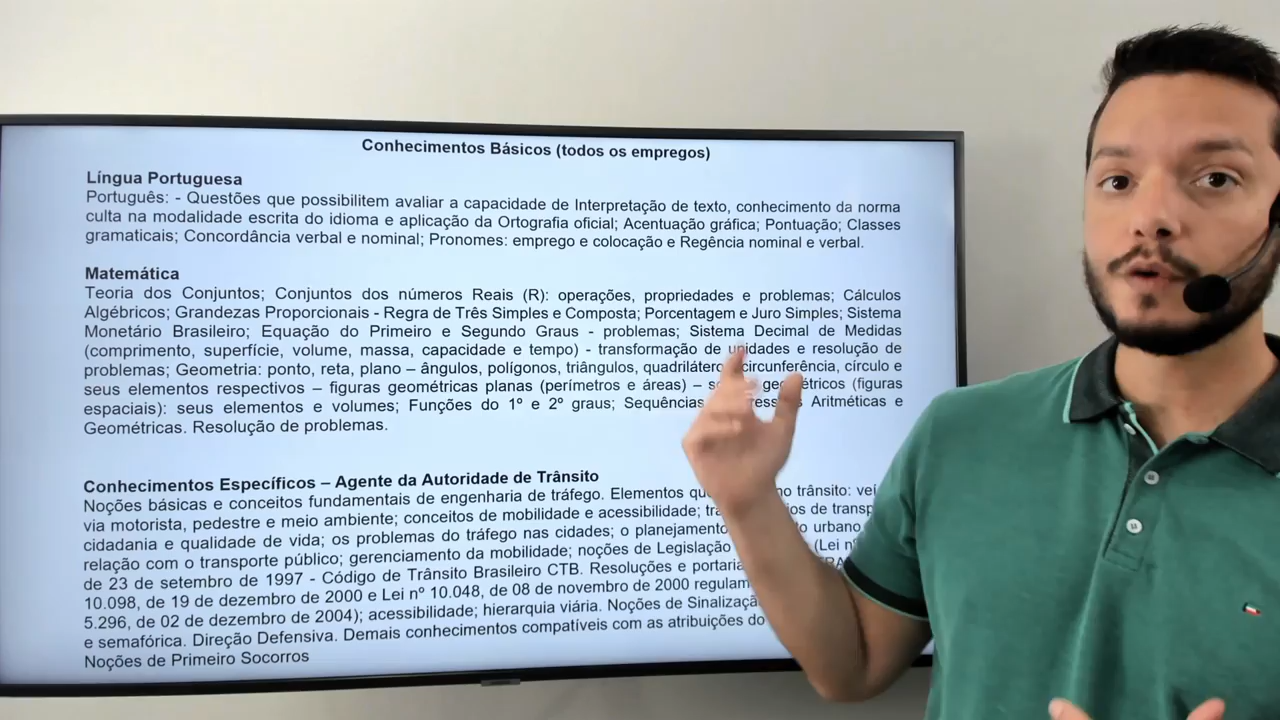 Conhecimentos Básicos (todos os empregos)
Língua Portuguesa
Português: - Questões que possibilitem avaliar a capacidade de Interpretação de texto, conhecimento da norma
culta na modalidade escrita do idioma e aplicação da Ortografia oficial; Acentuação gráfica; Pontuação; Classes
gramaticais; Concordância verbal e nominal; Pronomes: emprego e colocação e Regência nominal e verbal.
Matemática
Teoria dos Conjuntos; Conjuntos dos números Reais (R): operações, propriedades e problemas; Cálculos
Algébricos; Grandezas Proporcionais - Regra de Três Simples e Composta; Porcentagem e Juro Simples; Sistema
Monetário Brasileiro; Equação do Primeiro e Segundo Graus - problemas; Sistema Decimal de Medidas
(comprimento, superfície, volume, massa, capacidade e tempo) - transformação de unidades e resolução de
problemas; Geometria: ponto, reta, plano – ângulos, polígonos, triângulos, quadriláteros, circunferência, círculo e
seus elementos respectivos – figuras geométricas planas (perímetros e áreas) – geométricos (figuras
espaciais): seus elementos e volumes; Funções do 1º e 2º graus; Sequências Aritméticas e
Geométricas. Resolução de problemas.
Conhecimentos Específicos – Agente da Autoridade de Trânsito
Noções básicas e conceitos fundamentais de engenharia de tráfego. Elementos no trânsito:
via motorista, pedestre e meio ambiente; conceitos de mobilidade e acessibilidade; de
cidadania e qualidade de vida; os problemas do tráfego nas cidades; o planejamento urbano
relação com o transporte público; gerenciamento da mobilidade; noções de Legislação (Lei nº
de 23 de setembro de 1997 - Código de Trânsito Brasileiro CTB. Resoluções e
10.098, de 19 de dezembro de 2000 e Lei nº 10.048, de 08 de novembro de 2000
5.296, de 02 de dezembro de 2004); acessibilidade; hierarquia viária. Noções de
e semafórica. Direção Defensiva. Demais conhecimentos compatíveis com as atribuições do
Noções de Primeiro Socorros